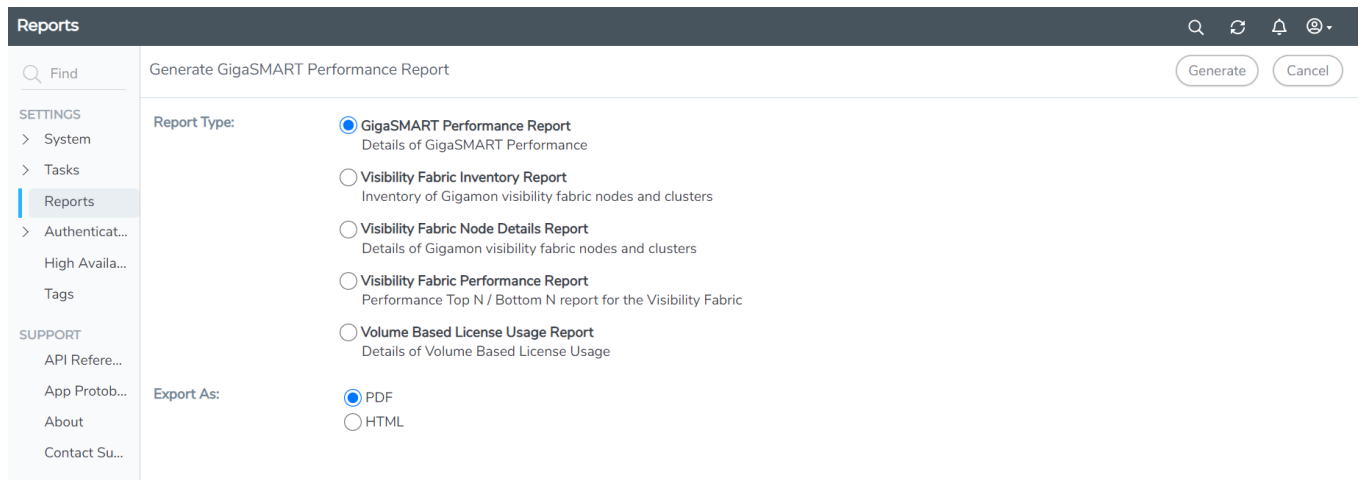 Reports
Find
Generate GigaSMART Performance Report
Generate
Cancel
SETTINGS
System
Tasks
Reports
Authenticat...
High Availa...
Tags
SUPPORT
API Refere...
App Protob...
About
Contact Su...
Report Type:
GigaSMART Performance Report
Details of GigaSMART Performance
Visibility Fabric Inventory Report
Inventory of Gigamon visibility fabric nodes and clusters
Visibility Fabric Node Details Report
Details of Gigamon visibility fabric nodes and clusters
Visibility Fabric Performance Report
Performance Top N / Bottom N report for the Visibility Fabric
Volume Based License Usage Report
Details of Volume Based License Usage
Export As:
PDF
HTML